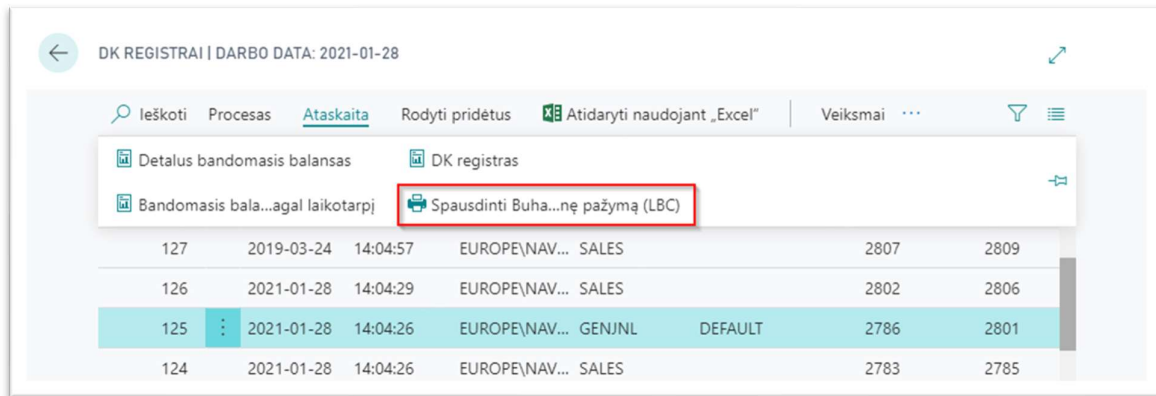 DK REGISTRAI | DARBO DATA: 2021-01-28
Ieškoti Procesas Ataskaita Rodyti pridėtus Atidaryti naudojant „Excel“ Veiksmai ...
Detalus bandomasis balansas DK registras
Bandomasis bala...agal laikotarpį Spausdinti Buha...nę pažymą (LBC)
127 2019-03-24 14:04:57 EUROPE\NAV... SALES 2807 2809
126 2021-01-28 14:04:29 EUROPE\NAV... SALES 2802 2806
125 2021-01-28 14:04:26 EUROPE\NAV... GENJNL DEFAULT 2786 2801
124 2021-01-28 14:04:26 EUROPE\NAV... SALES 2783 2785